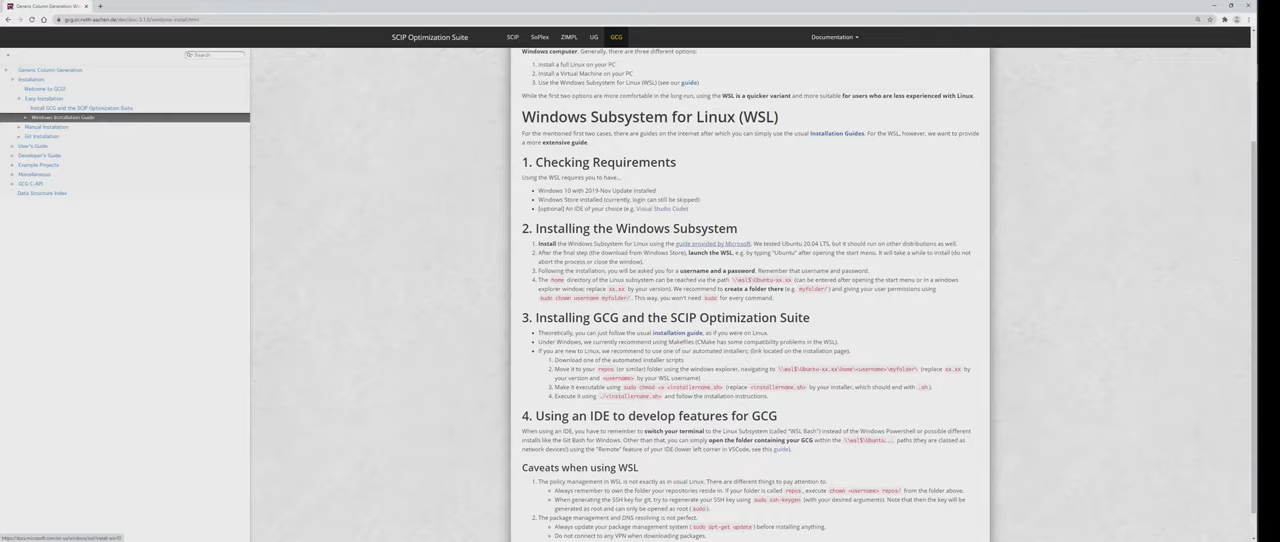 Generic Column Generation: Wi
gcg.or.rwth-aachen.de/dev/doc-3.1.0/windows-install.html
SCIP Optimization Suite SCIP SoPlex ZIMPL UG GCG Documentation
Search
Generic Column Generation
Installation
Welcome to GCG!
Easy Installation
Install GCG and the SCIP Optimization Suite
Windows Installation Guide
Manual Installation
Git Installation
User's Guide
Developer's Guide
Example Projects
Miscellaneous
GCG C API
Data Structure Index
Windows computer. Generally, there are three different options:
1. Install a full Linux on your PC
2. Install a Virtual Machine on your PC
3. Use the Windows Subsystem for Linux (WSL) (see our guide)
While the first two options are more comfortable in the long-run, using the WSL is a quicker variant and more suitable for users who are less experienced with Linux.
Windows Subsystem for Linux (WSL)
For the mentioned first two cases, there are guides on the internet after which you can simply use the usual Installation Guides. For the WSL, however, we want to provide
a more extensive guide.
1. Checking Requirements
Using the WSL requires you to have...
• Windows 10 with 2019-Nov Update installed
• Windows Store installed (currently, login can still be skipped)
• [optional] An IDE of your choice (e.g. Visual Studio Code)
2. Installing the Windows Subsystem
1. Install the Windows Subsystem for Linux using the guide provided by Microsoft. We tested Ubuntu 20.04 LTS, but it should run on other distributions as well.
2. After the final step (the download from Windows Store), launch the WSL, e.g. by typing "Ubuntu" after opening the start menu. It will take a while to install (do not
abort the process or close the window).
3. Following the installation, you will be asked you for a username and a password. Remember that username and password.
4. The home directory of the Linux subsystem can be reached via the path \\wsl$\Ubuntu-xx.xx (can be entered after opening the start menu or in a windows
explorer window; replace xx.xx by your version). We recommend to create a folder there (e.g. myfolder/) and giving your user permissions using
sudo chown username myfolder/. This way, you won't need sudo for every command.
3. Installing GCG and the SCIP Optimization Suite
• Theoretically, you can just follow the usual installation guide, as if you were on Linux.
• Under Windows, we currently recommend using Makefiles (CMake has some compatibility problems in the WSL).
• If you are new to Linux, we recommend to use one of our automated installers; (link located on the installation page).
1. Download one of the automated installer scripts
2. Move it to your repos (or similar) folder using the windows explorer, navigating to \\wsl$\Ubuntu-xx.xx\home\<username>\myfolder\ (replace xx.xx by
your version and <username> by your WSL username)
3. Make it executable using sudo chmod +x <installername.sh> (replace <installername.sh> by your installer, which should end with .sh).
4. Execute it using ./<installername.sh> and follow the installation instructions.
4. Using an IDE to develop features for GCG
When using an IDE, you have to remember to switch your terminal to the Linux Subsystem (called "WSL Bash") instead of the Windows Powershell or possible different
installs like the Git Bash for Windows. Other than that, you can simply open the folder containing your GCG within the \\wsl$\Ubuntu... paths (they are classed as
network devices!) using the "Remote" feature of your IDE (lower left corner in VSCode, see this guide).
Caveats when using WSL
1. The policy management in WSL is not exactly as in usual Linux. There are different things to pay attention to.
Always remember to own the folder your repositories reside in. If your folder is called repos, execute chown <username> repos/ from the folder above.
When generating the SSH key for git, try to regenerate your SSH key using sudo ssh-keygen (with your desired arguments). Note that then the key will be
generated as root and can only be opened as root (sudo).
2. The package management and DNS resolving is not perfect.
Always update your package management system (sudo apt-get update) before installing anything.
Do not connect to any VPN when downloading packages.
https://docs.microsoft.com/en-us/windows/wsl/install-win10